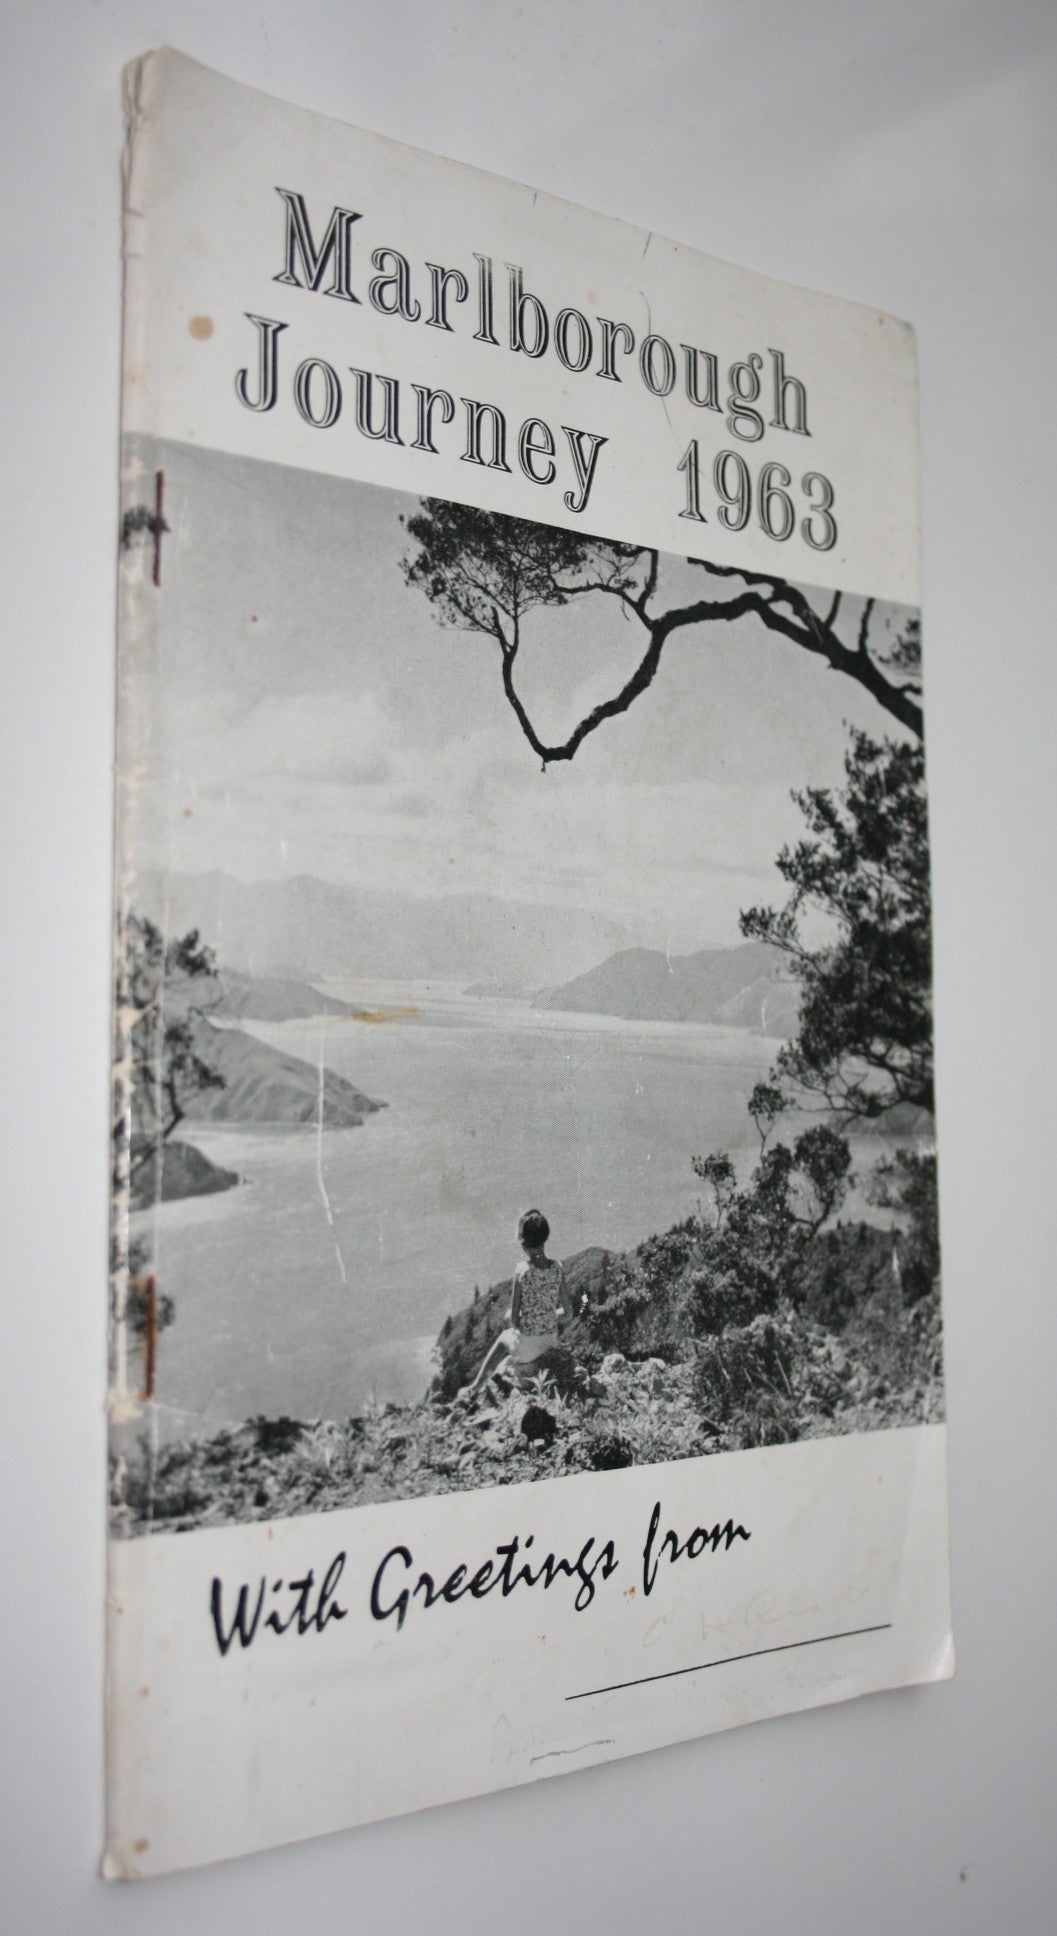 Marlborough
Journey 1963
With Greetings from